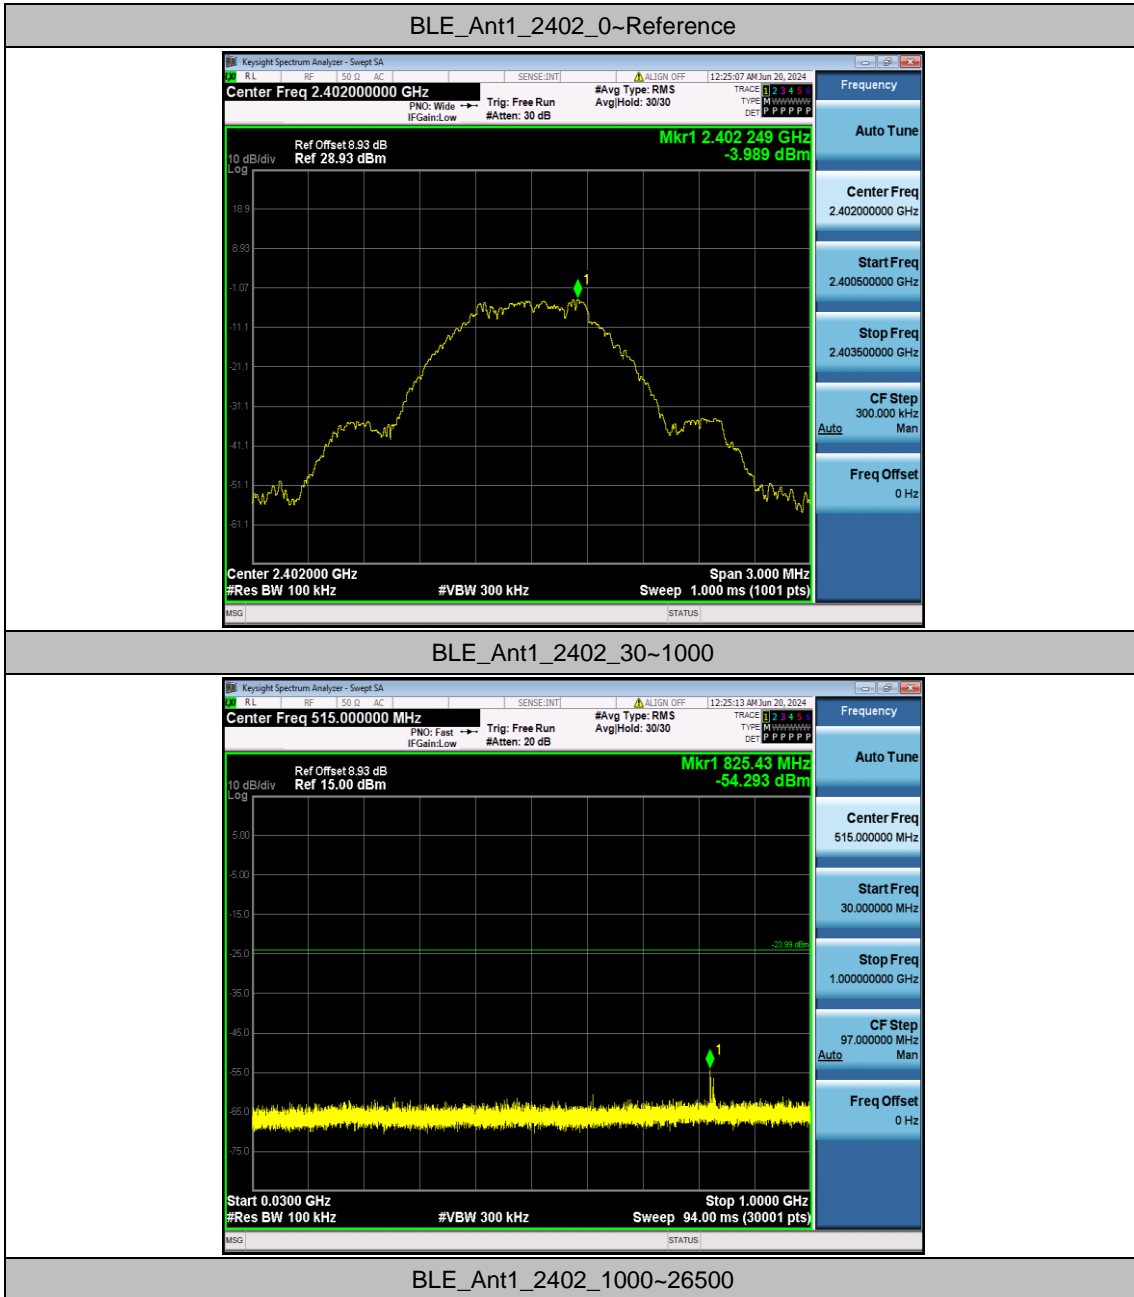 BLE_Ant1_2402_0~Reference
Keysight Spectrum Analyzer - Swept SA
RL RF 50 Ω AC SENSE:INT ALIGN OFF 12:25:07 AM Jun 20, 2024
Center Freq 2.402000000 GHz
PNO: Wide
IFGain:Low
Trig: Free Run
#Atten: 30 dB
#Avg Type: RMS
Avg|Hold: 30/30
TRACE 1 2 3 4 5 6
TYPE M W W W W W
DET P P P P P P
Frequency
Mkr1 2.402 249 GHz
-3.989 dBm
Ref Offset 8.93 dB
10 dB/div Ref 28.93 dBm
Log
18.9
8.93
-1.07
-11.1
-21.1
-31.1
-41.1
-51.1
-61.1
1
Center 2.402000 GHz Span 3.000 MHz
#Res BW 100 kHz #VBW 300 kHz Sweep 1.000 ms (1001 pts)
MSG STATUS
Auto Tune
Center Freq
2.402000000 GHz
Start Freq
2.400500000 GHz
Stop Freq
2.403500000 GHz
CF Step
300.000 kHz
Auto Man
Freq Offset
0 Hz
BLE_Ant1_2402_30~1000
Keysight Spectrum Analyzer - Swept SA
RL RF 50 Ω AC SENSE:INT ALIGN OFF 12:25:13 AM Jun 20, 2024
Center Freq 515.000000 MHz
PNO: Fast
IFGain:Low
Trig: Free Run
#Atten: 20 dB
#Avg Type: RMS
Avg|Hold: 30/30
TRACE 1 2 3 4 5 6
TYPE M W W W W W
DET P P P P P P
Frequency
Mkr1 825.43 MHz
-54.293 dBm
Ref Offset 8.93 dB
10 dB/div Ref 15.00 dBm
Log
5.00
-5.00
-15.0
-25.0
-35.0
-45.0
-55.0
-65.0
-75.0
-23.99 dBm
1
Start 0.0300 GHz Stop 1.0000 GHz
#Res BW 100 kHz #VBW 300 kHz Sweep 94.00 ms (30001 pts)
MSG STATUS
Auto Tune
Center Freq
515.000000 MHz
Start Freq
30.000000 MHz
Stop Freq
1.000000000 GHz
CF Step
97.000000 MHz
Auto Man
Freq Offset
0 Hz
BLE_Ant1_2402_1000~26500